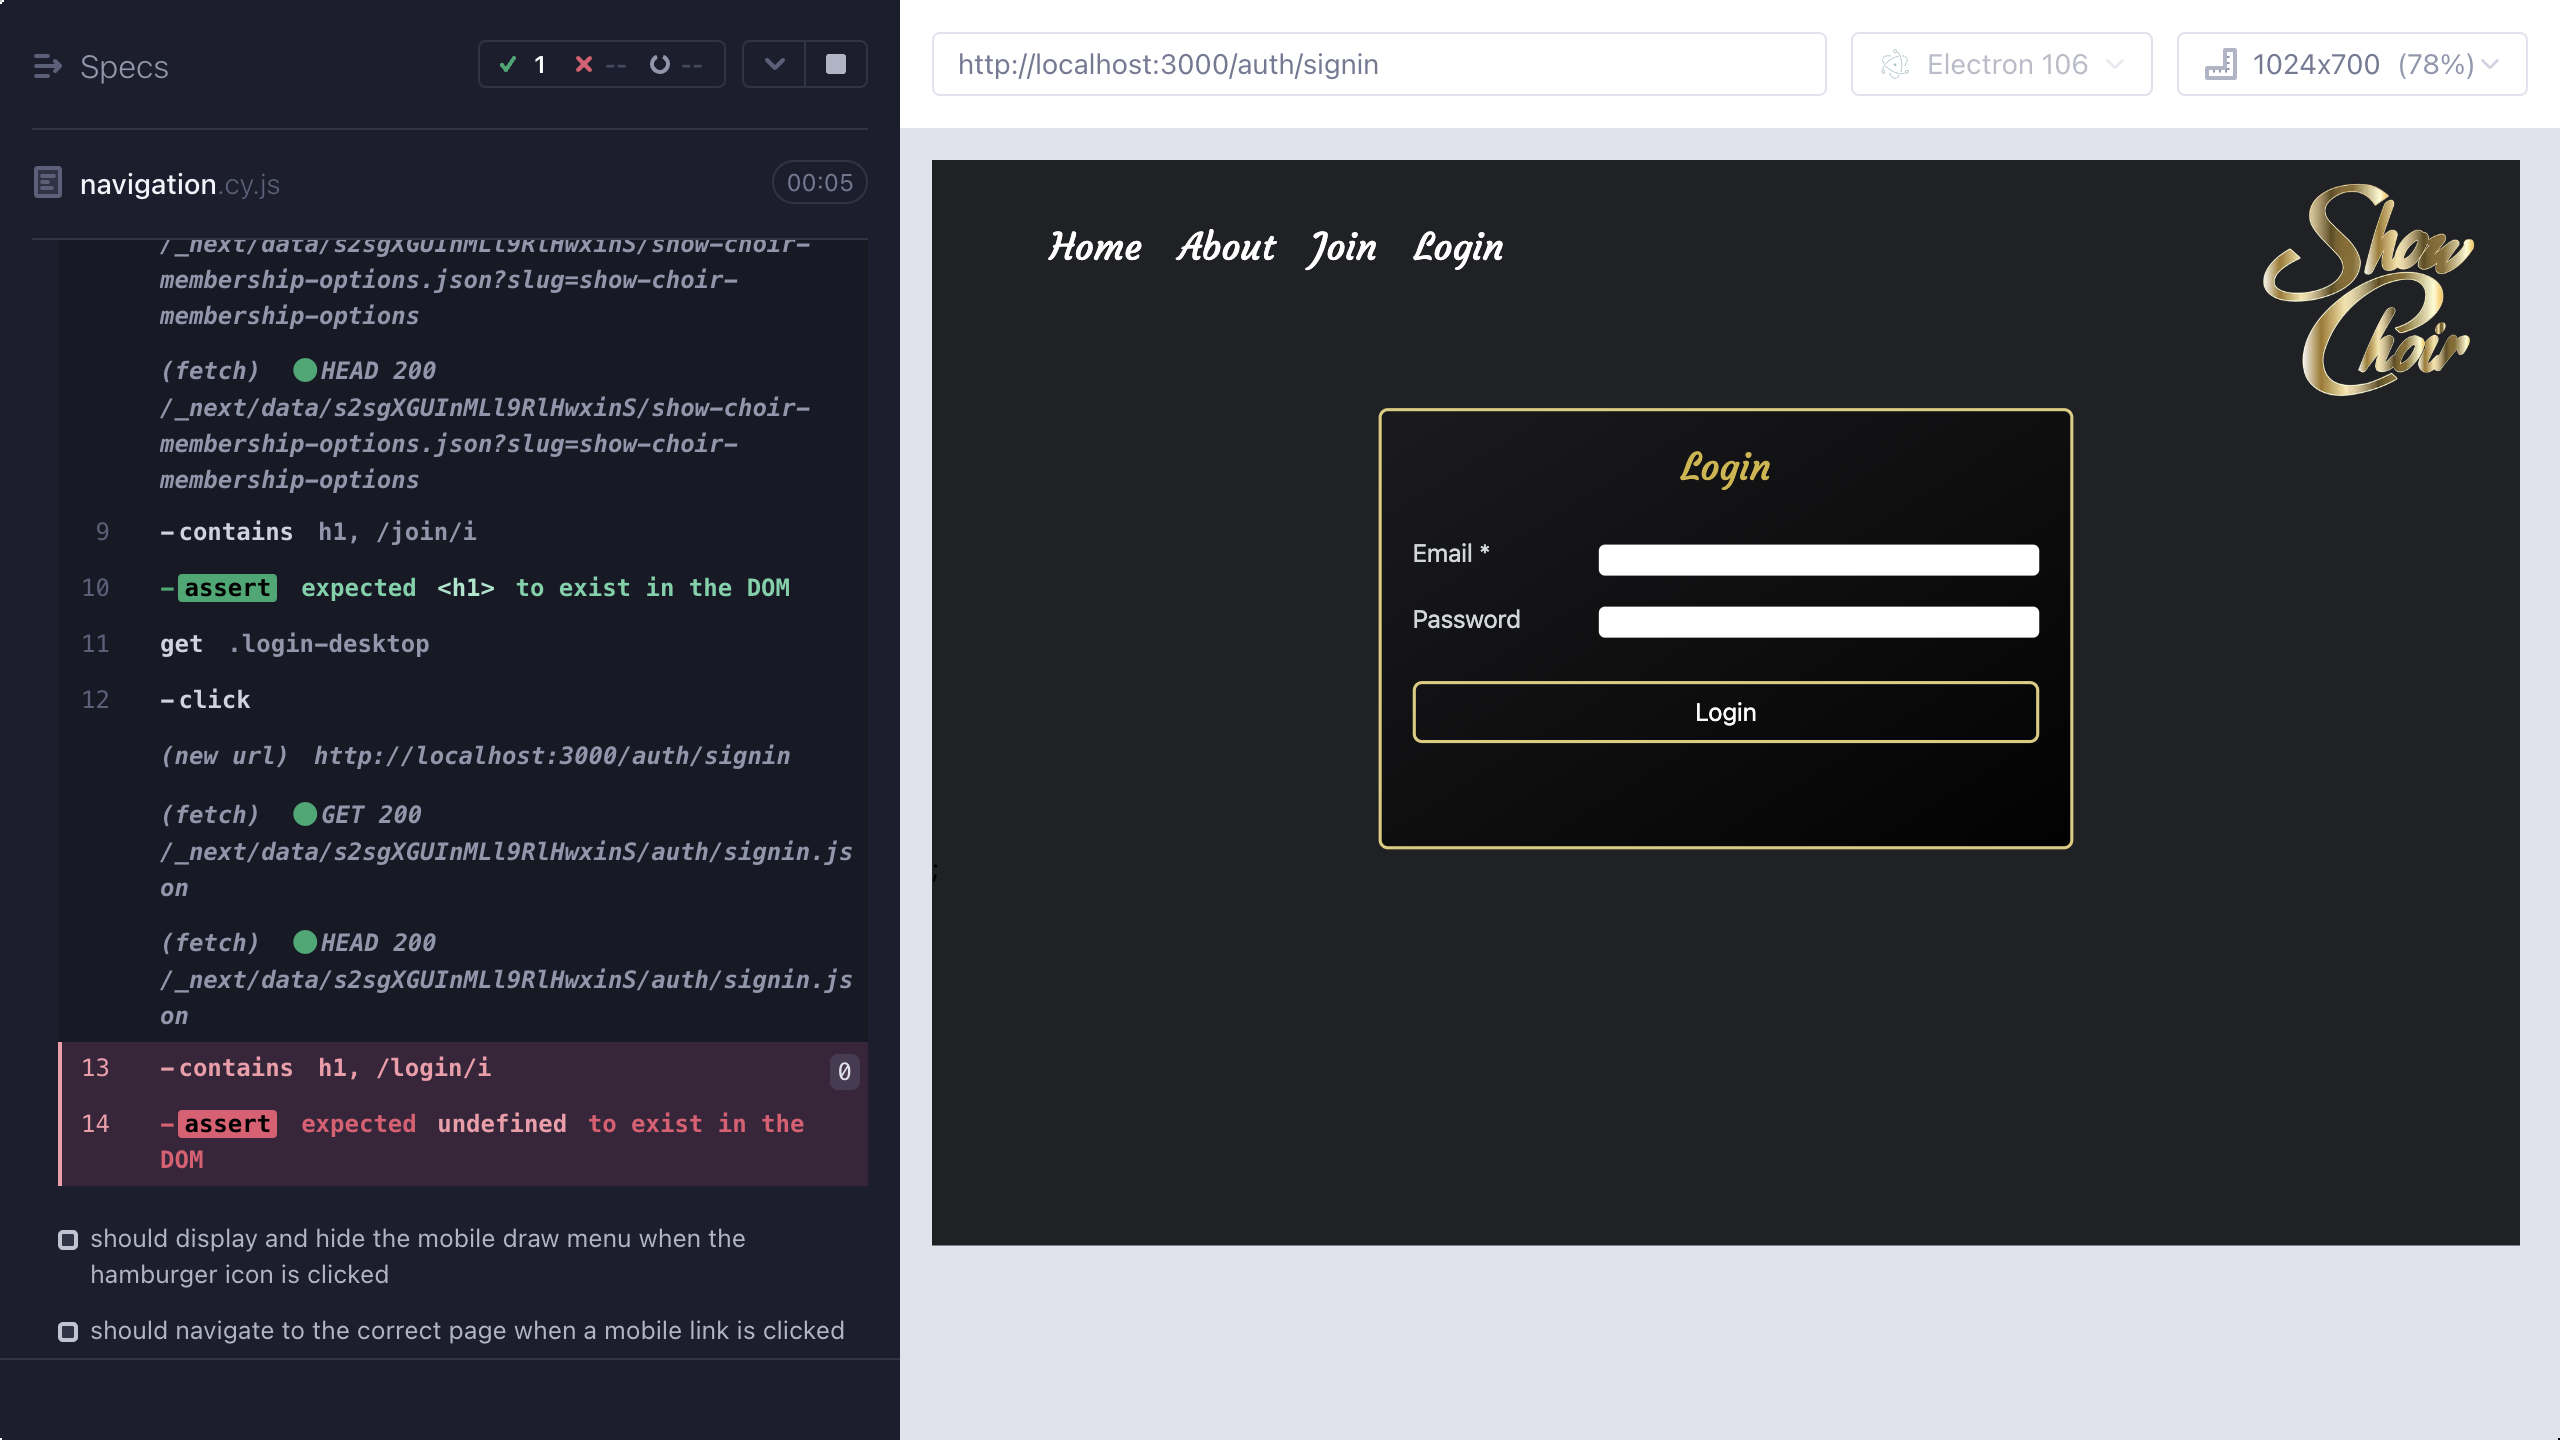 Specs
1
--
--
navigation.cy.js
00:05
/_next/data/s2sgXGUInMLl9RlHwxinS/show-choir-
membership-options.json?slug=show-choir-
membership-options
(fetch) HEAD 200
/_next/data/s2sgXGUInMLl9RlHwxinS/show-choir-
membership-options.json?slug=show-choir-
membership-options
9 -contains h1, /join/i
10 -assert expected <h1> to exist in the DOM
11 get .login-desktop
12 -click
(new url) http://localhost:3000/auth/signin
(fetch) GET 200
/_next/data/s2sgXGUInMLl9RlHwxinS/auth/signin.js
on
(fetch) HEAD 200
/_next/data/s2sgXGUInMLl9RlHwxinS/auth/signin.js
on
13 -contains h1, /login/i 0
14 -assert expected undefined to exist in the
DOM
should display and hide the mobile draw menu when the
hamburger icon is clicked
should navigate to the correct page when a mobile link is clicked
http://localhost:3000/auth/signin
Electron 106
1024x700 (78%)
Home About Join Login
Show
Choir
Login
Email *
Password
Login
;